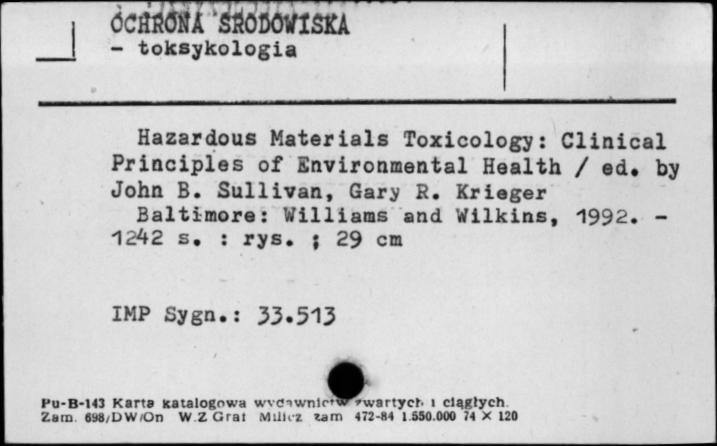 OCHRONA ŚRODOWISKA
- toksykologia
Hazardous Materials Toxicology: Clinical
Principles of Environmental Health / ed. by
John B. Sullivan, Gary R. Krieger
Baltimore: Williams and Wilkins, 1992. -
1242 s. : rys. ; 29 cm
IMP Sygn.: 33.513
Pu-B-143 Karta katalogowa wydawnictw zwartych i ciągłych.
Zam. 698/DW/On W.Z.Graf Milicz zam 472-84 1.550.000 74 X 120